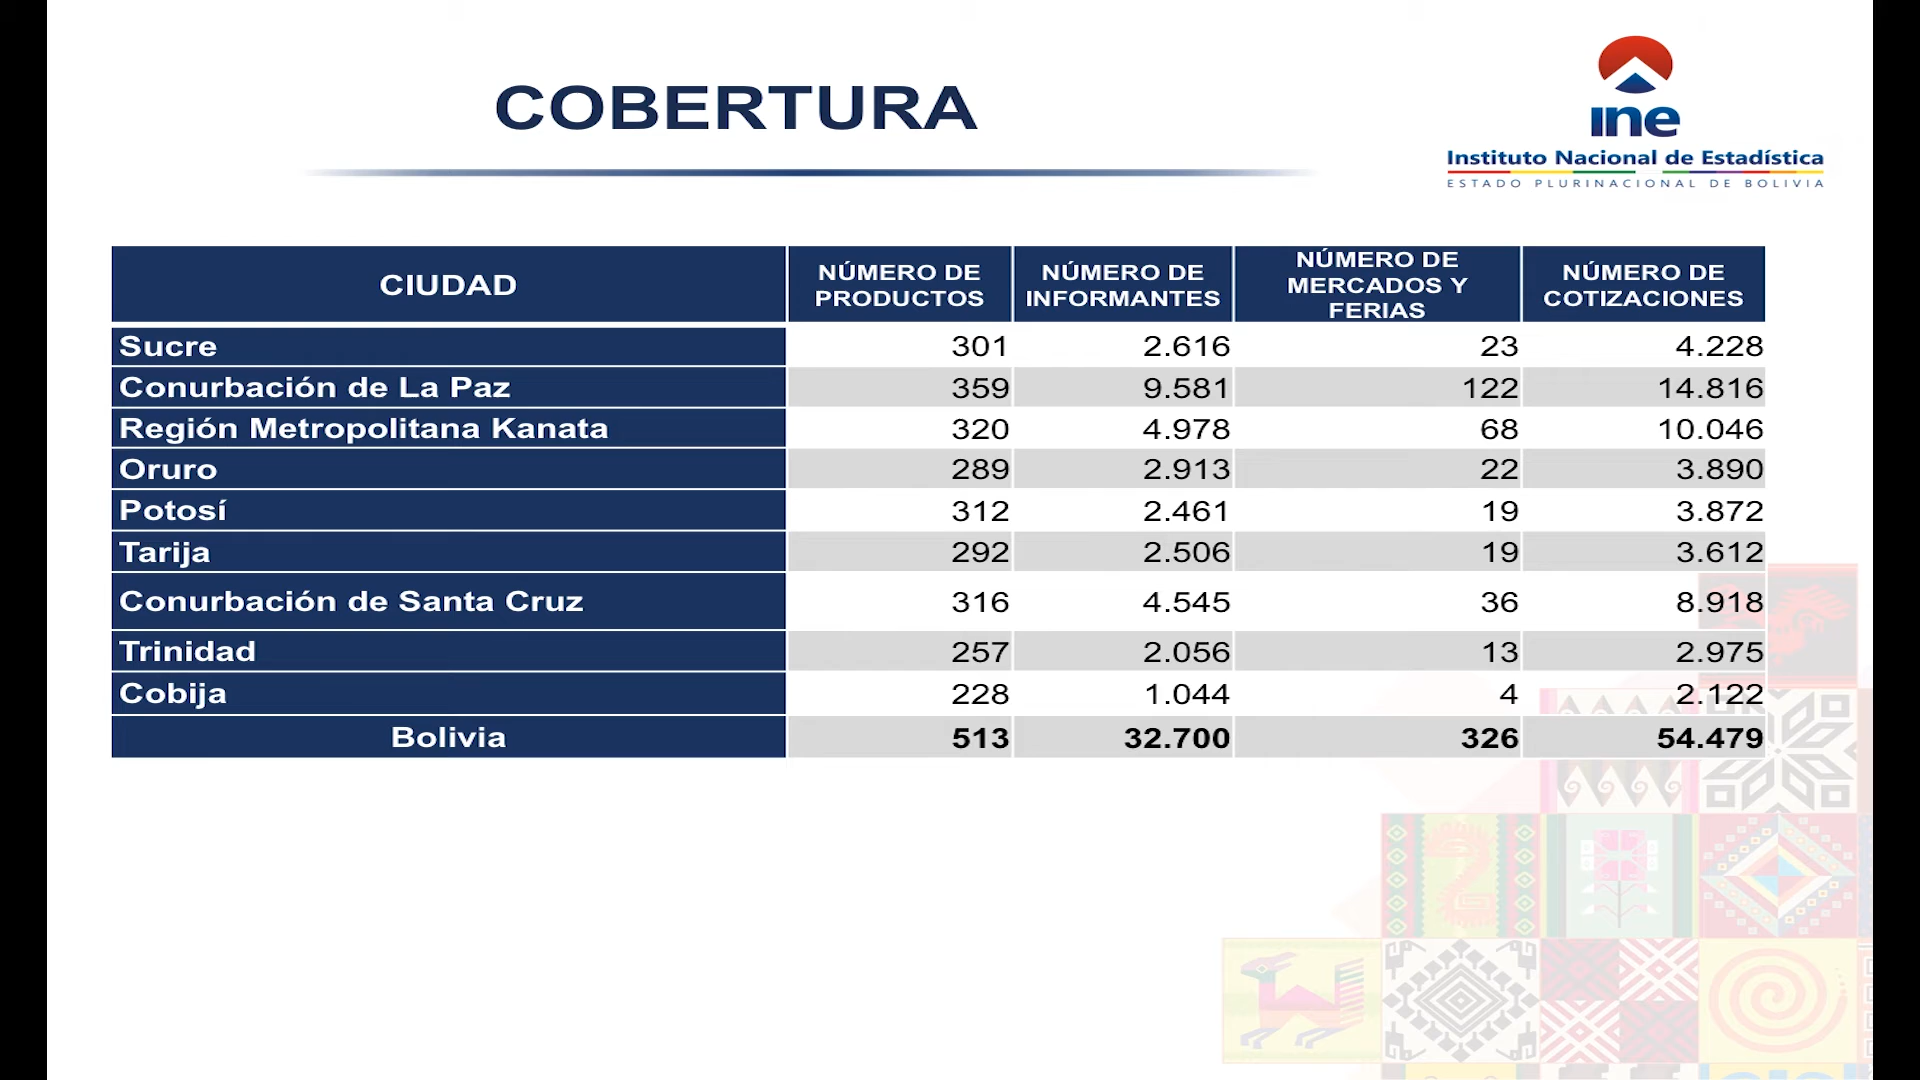 COBERTURA
ine
Instituto Nacional de Estadística
ESTADO PLURINACIONAL DE BOLIVIA
CIUDAD NÚMERO DE PRODUCTOS NÚMERO DE INFORMANTES NÚMERO DE MERCADOS Y FERIAS NÚMERO DE COTIZACIONES
Sucre 301 2.616 23 4.228
Conurbación de La Paz 359 9.581 122 14.816
Región Metropolitana Kanata 320 4.978 68 10.046
Oruro 289 2.913 22 3.890
Potosí 312 2.461 19 3.872
Tarija 292 2.506 19 3.612
Conurbación de Santa Cruz 316 4.545 36 8.918
Trinidad 257 2.056 13 2.975
Cobija 228 1.044 4 2.122
Bolivia 513 32.700 326 54.479